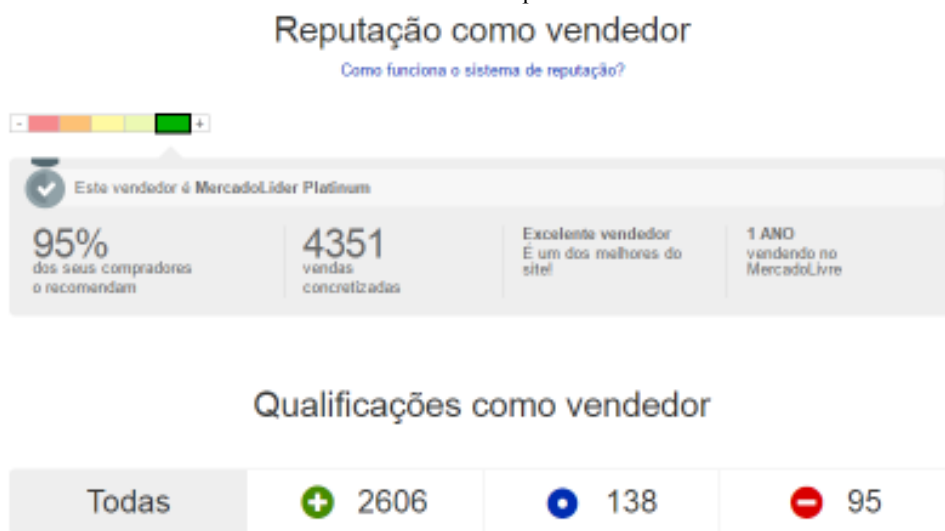 Reputação como vendedor
Como funciona o sistema de reputação?
- +
Este vendedor é MercadoLíder Platinum
95%
dos seus compradores
o recomendam
4351
vendas
concretizadas
Excelente vendedor
É um dos melhores do
site!
1 ANO
vendendo no
MercadoLivre
Qualificações como vendedor
Todas 2606 138 95